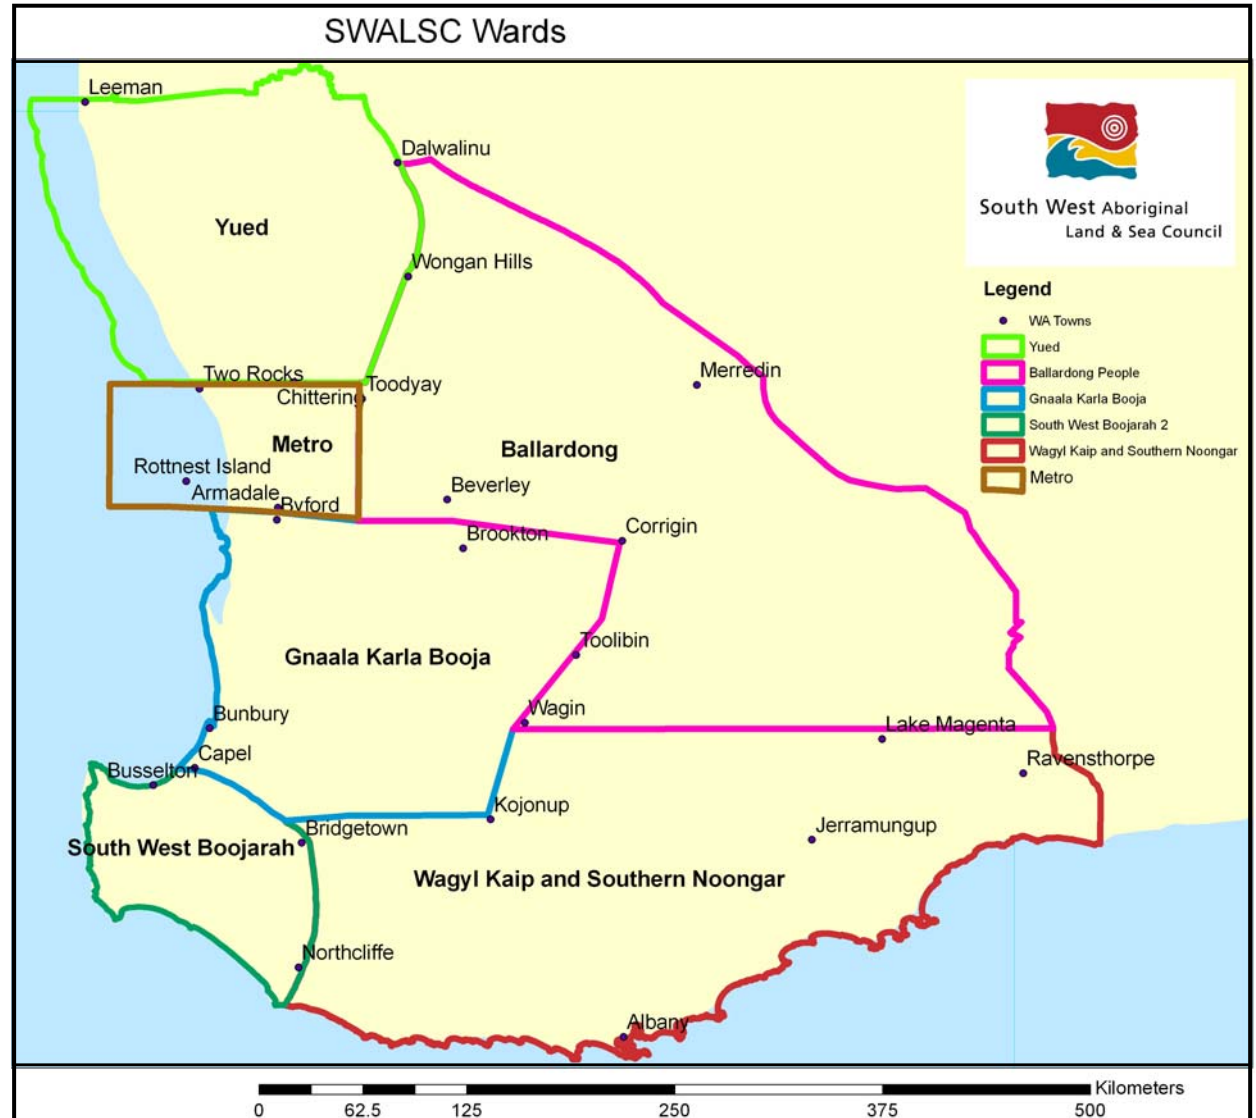 SWALSC Wards
Leeman
Dalwalinu
South West Aboriginal
Land & Sea Council
Yued
Wongan Hills
Legend
WA Towns
Yued
Ballardong People
Gnaala Karla Booja
South West Boojarah 2
Wagyl Kaip and Southern Noongar
Metro
Two Rocks
Toodyay
Chittering
Merredin
Metro
Ballardong
Rottnest Island
Armadale
Byford
Beverley
Brookton
Corrigin
Toolibin
Gnaala Karla Booja
Wagin
Bunbury
Lake Magenta
Capel
Busselton
Ravensthorpe
Kojonup
Bridgetown
Jerramungup
South West Boojarah
Wagyl Kaip and Southern Noongar
Northcliffe
Albany
Kilometers
0 62.5 125 250 375 500